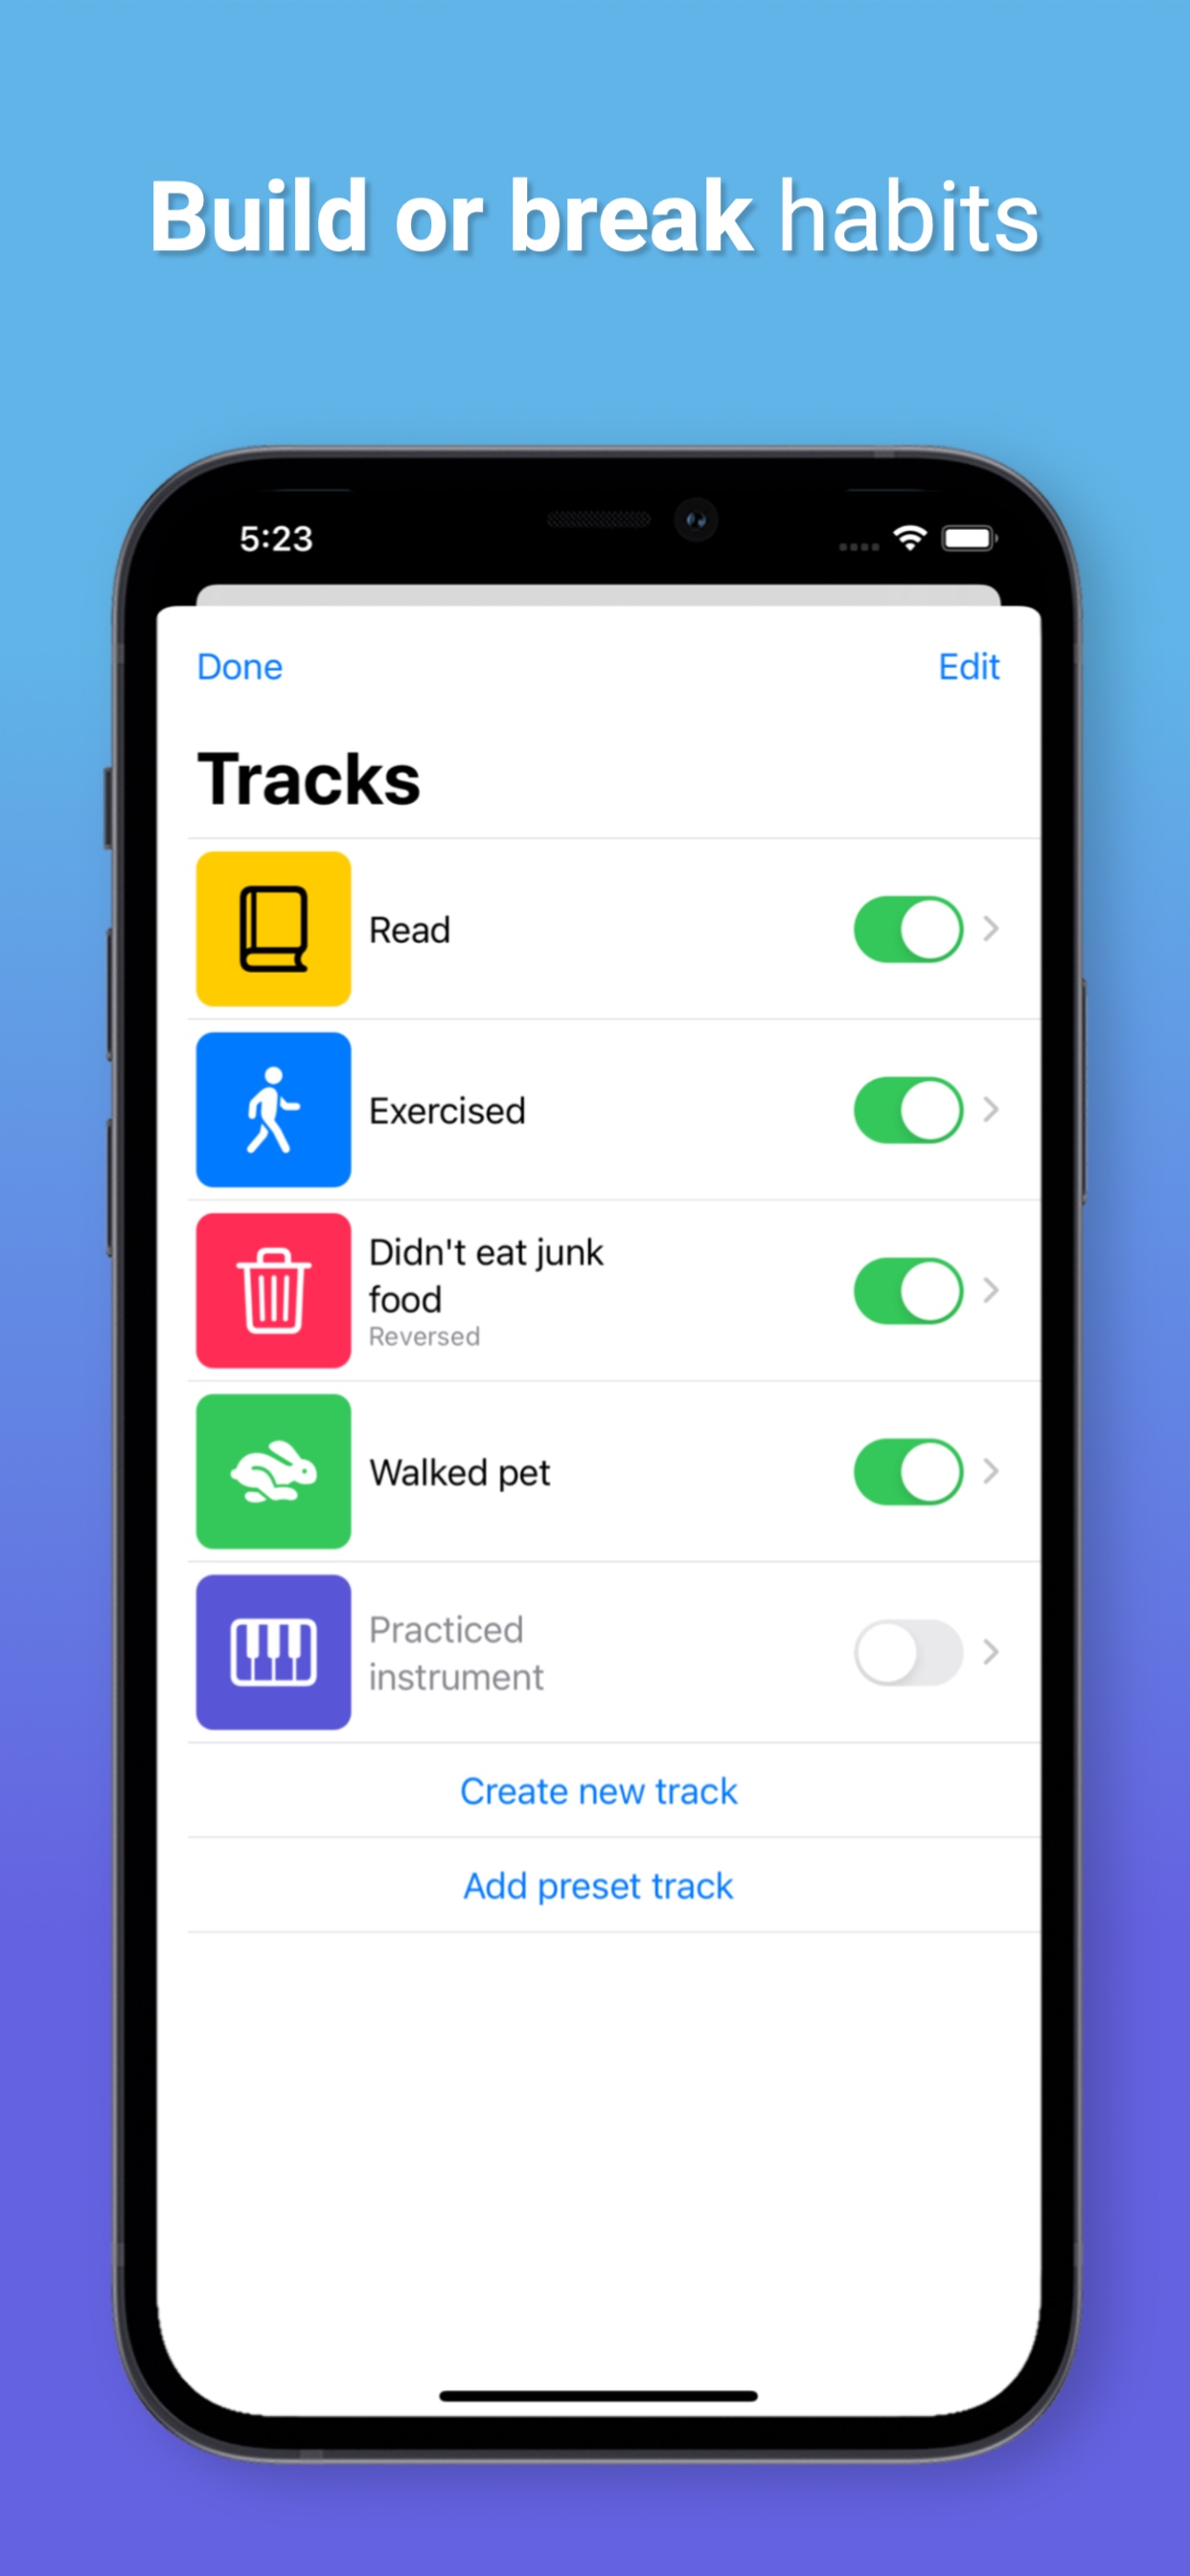 Build or break habits
5:23
Done
Edit
Tracks
Read
Exercised
Didn't eat junk
food
Reversed
Walked pet
Practiced
instrument
Create new track
Add preset track